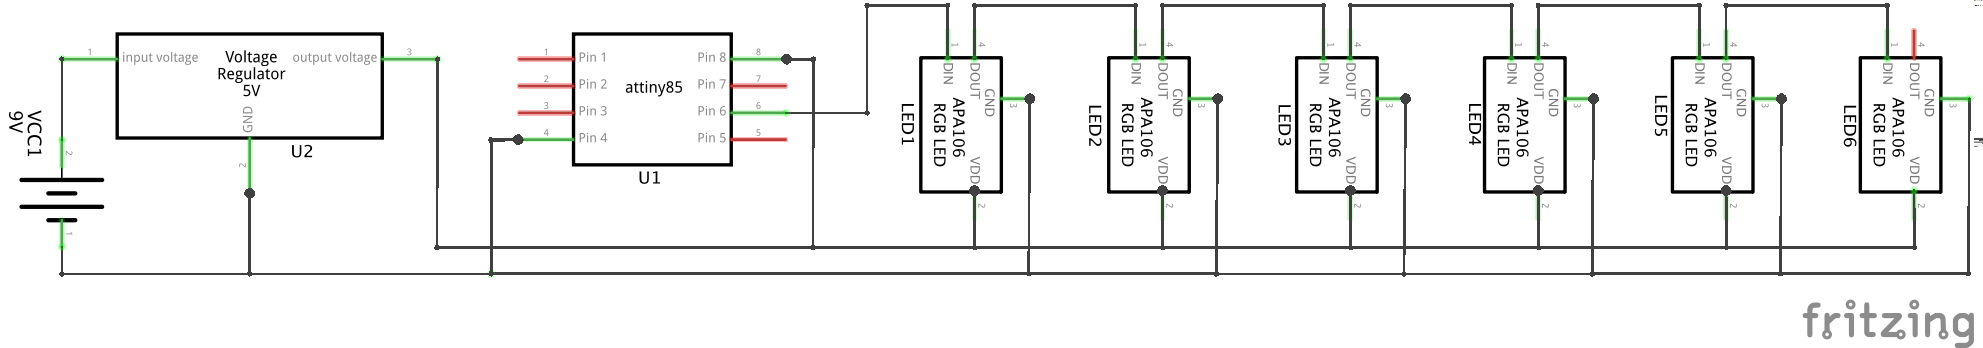 VCC1
9V
2
1
1
input voltage
Voltage
Regulator
5V
output voltage
3
GND
2
U2
1
Pin 1
2
Pin 2
3
Pin 3
4
Pin 4
attiny85
Pin 8
8
Pin 7
7
Pin 6
6
Pin 5
5
U1
LED1
1
4
DIN
DOUT
GND
3
APA106
RGB LED
VDD
2
LED2
1
4
DIN
DOUT
GND
3
APA106
RGB LED
VDD
2
LED3
1
4
DIN
DOUT
GND
3
APA106
RGB LED
VDD
2
LED4
1
4
DIN
DOUT
GND
3
APA106
RGB LED
VDD
2
LED5
1
4
DIN
DOUT
GND
3
APA106
RGB LED
VDD
2
LED6
1
4
DIN
DOUT
GND
3
APA106
RGB LED
VDD
2
fritzing